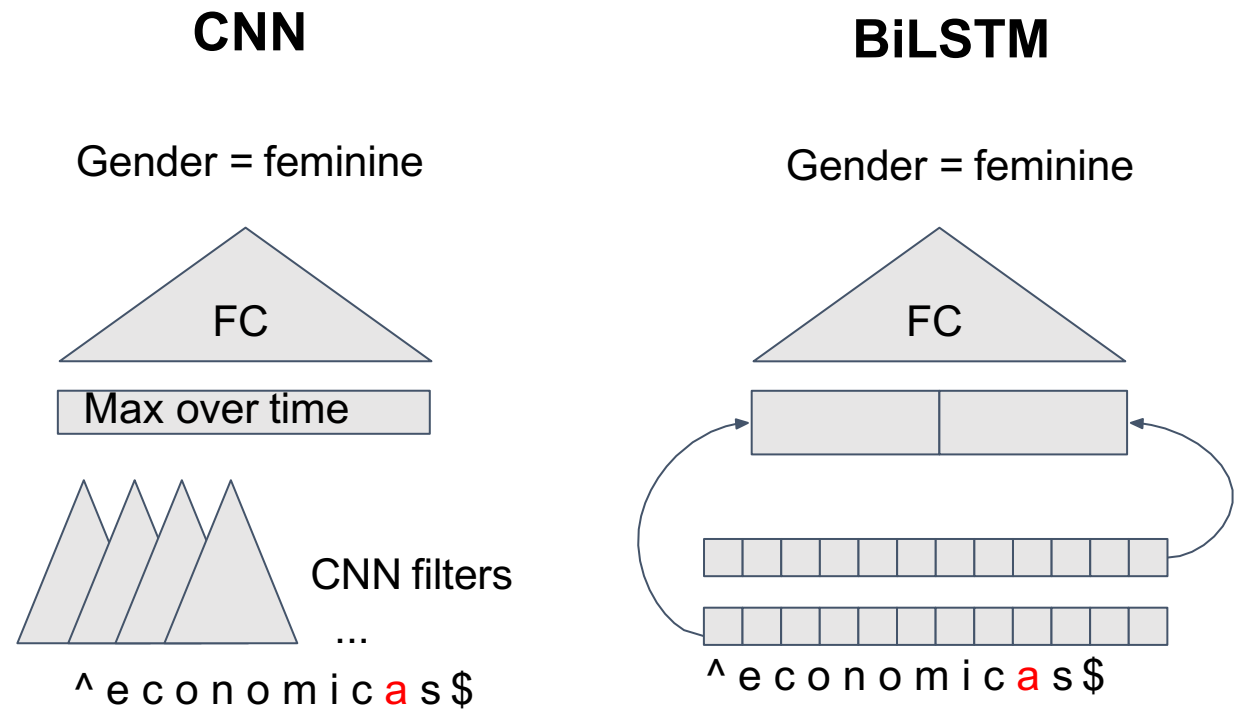 CNN
Gender = feminine
FC
Max over time
CNN filters
...
^ e c o n o m i c a s $
BiLSTM
Gender = feminine
FC
^ e c o n o m i c a s $